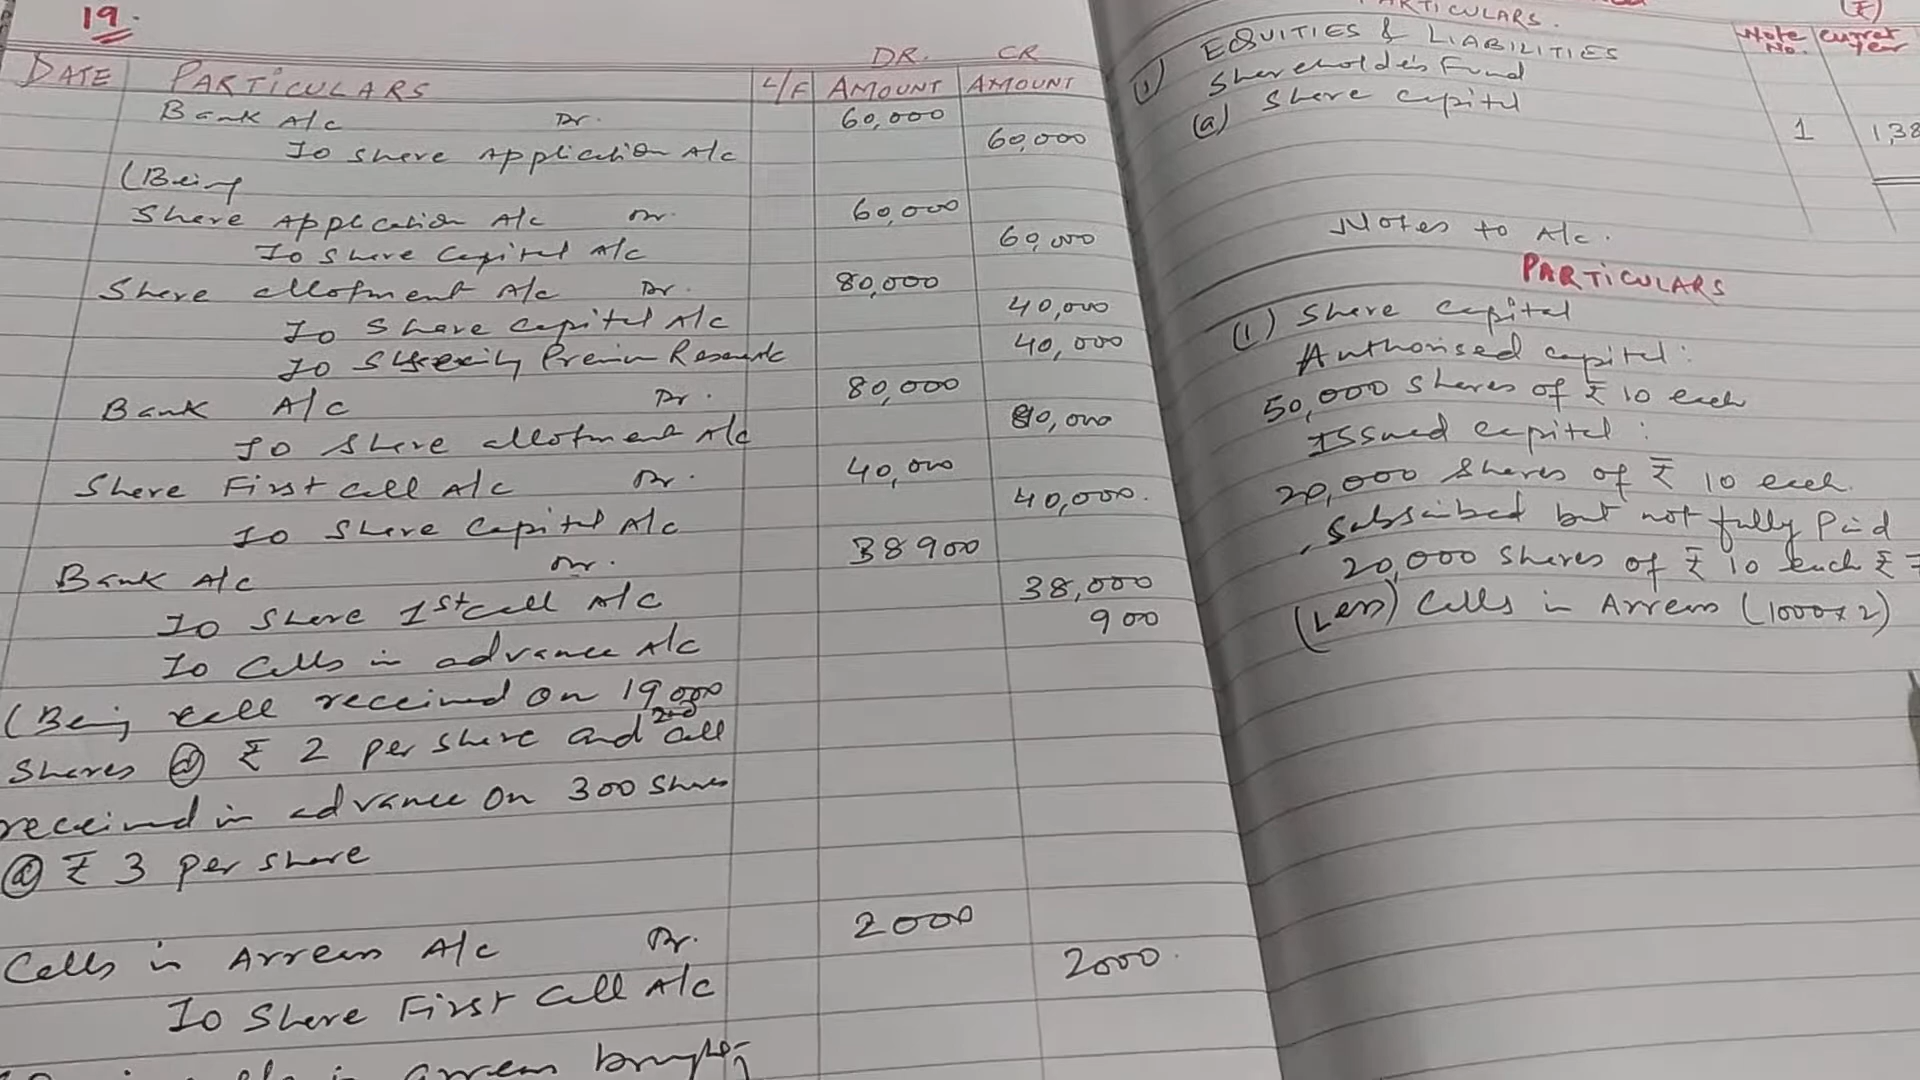 19.
DR. CR
DATE PARTICULARS L/F AMOUNT AMOUNT
Bank A/c Dr. 60,000
To Share Application A/c 60,000
(Being
Share Application A/c Dr. 60,000
To Share Capital A/c 60,000
Share allotment A/c Dr. 80,000
To Share capital A/c 40,000
To Premium Reserve A/c 40,000
Bank A/c Dr. 80,000
To Share allotment A/c 80,000
Share First call A/c Dr. 40,000
To Share Capital A/c 40,000.
Bank A/c Dr. 38900
To Share 1st call A/c 38,000
To Calls in advance A/c 900
(Being call received on 19000
Shares @ ₹ 2 per share and 2nd call
received in advance on 300 Shares
@ ₹ 3 per share
Calls in Arrears A/c Dr. 2000
To Share First Call A/c 2000.
in arrears
PARTICULARS. Note No. Current Year (₹)
(1) EQUITIES & LIABILITIES
Shareholders Fund
(a) Share capital 1 1,38
Notes to A/c.
PARTICULARS
(1) Share capital
Authorised capital:
50,000 Shares of ₹ 10 each
Issued capital:
20,000 Shares of ₹ 10 each.
Subscribed but not fully Paid
20,000 Shares of ₹ 10 each ₹
(Less) Calls in Arrears (1000x2)